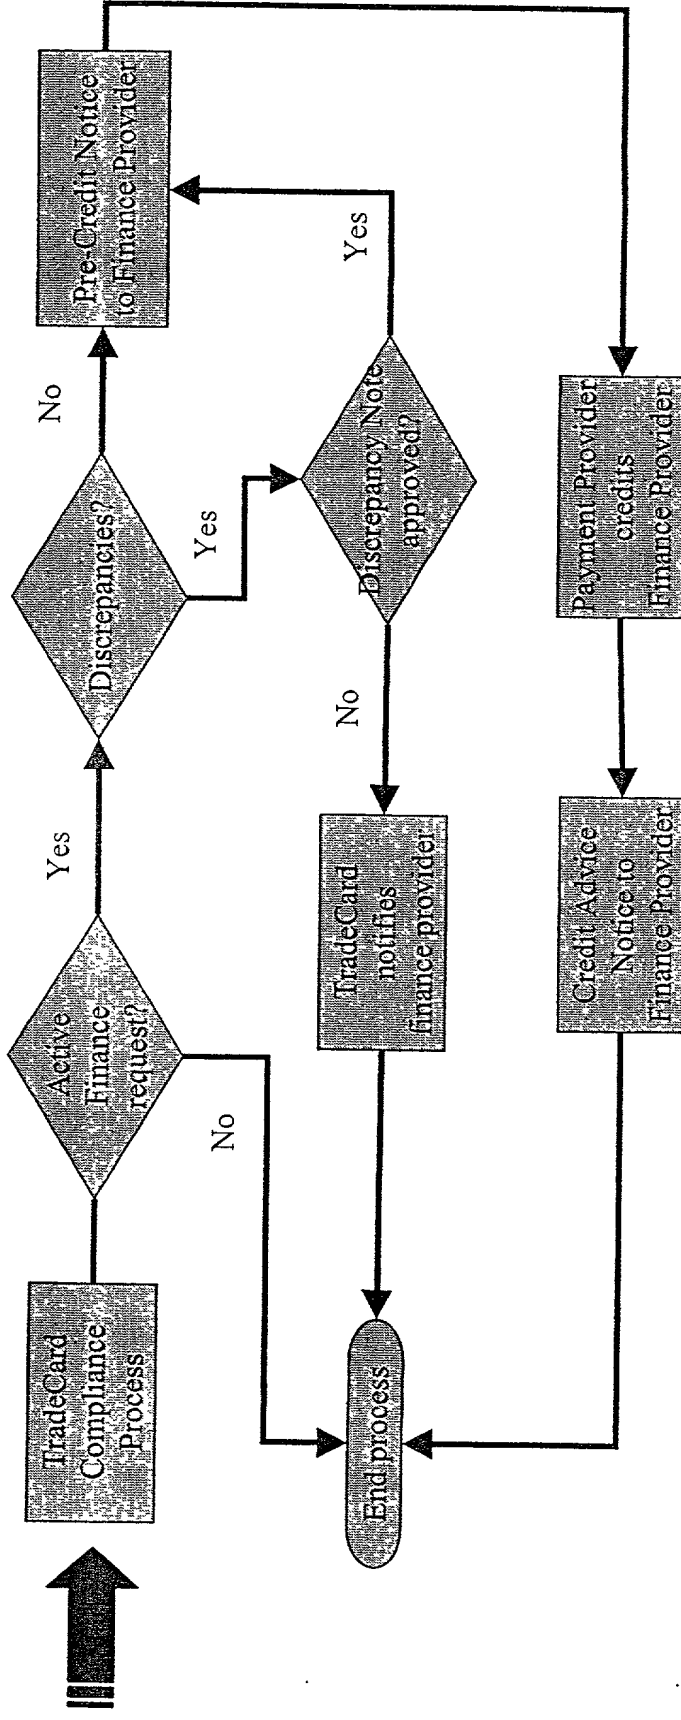 TradeCard
Compliance
Process
Active
Finance
request?
Yes
No
Discrepancies?
No
Yes
Pre-Credit Notice
to Finance Provider
Discrepancy Note
approved?
Yes
No
TradeCard
notifies
finance provider
End process
Payment Provider
credits
Finance Provider
Credit Advice
Notice to
Finance Provider